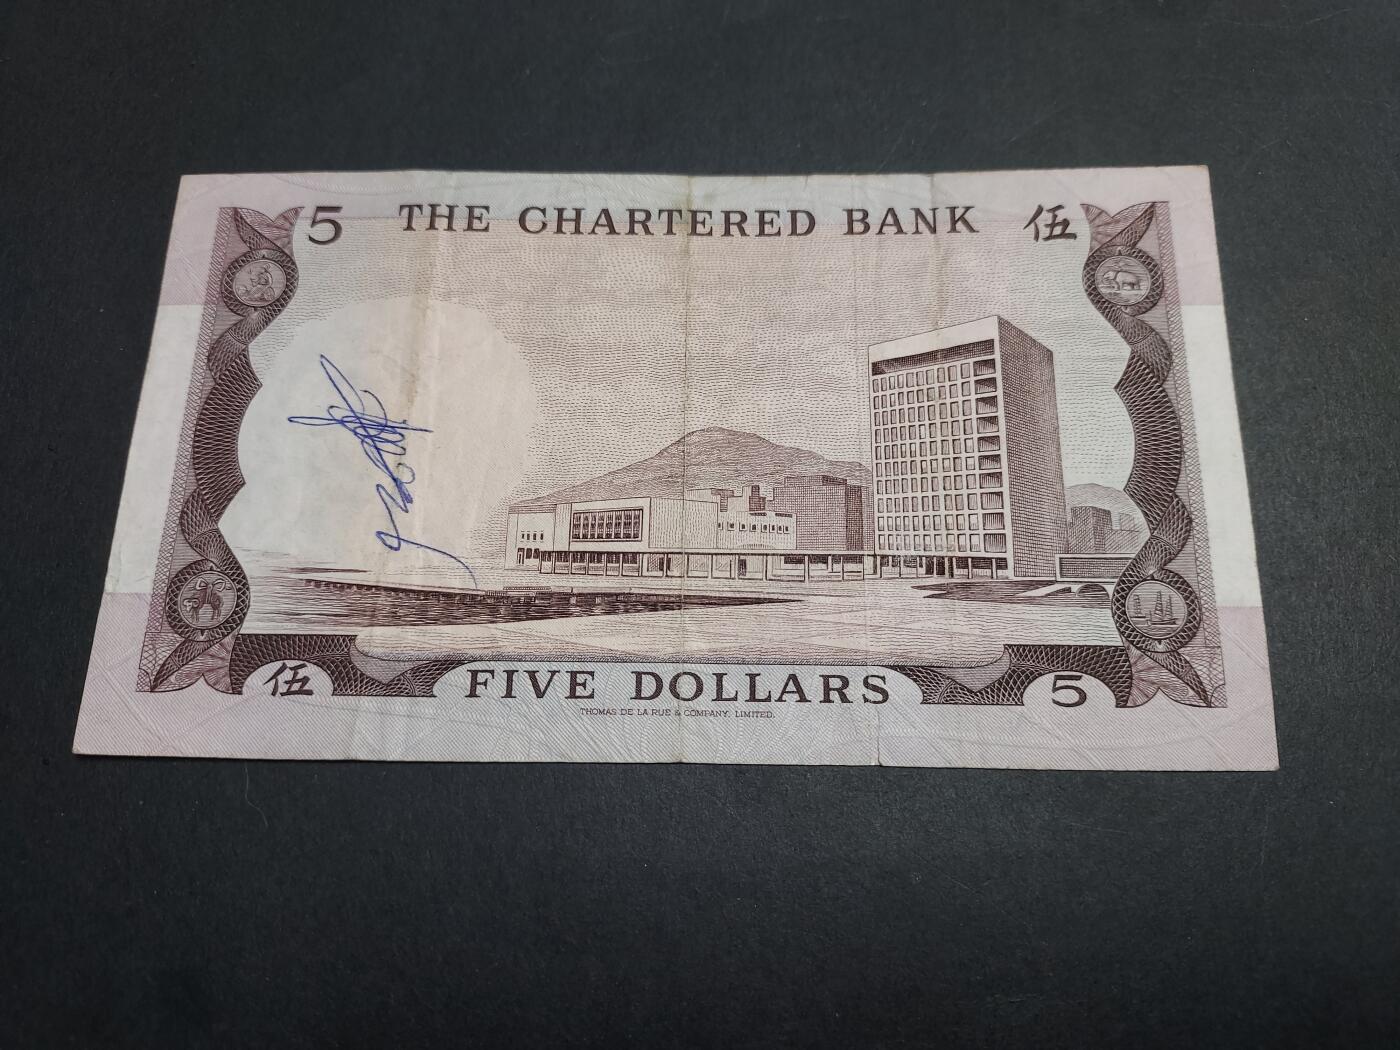 5 THE CHARTERED BANK 伍
伍 FIVE DOLLARS 5
THOMAS DE LA RUE & COMPANY, LIMITED.